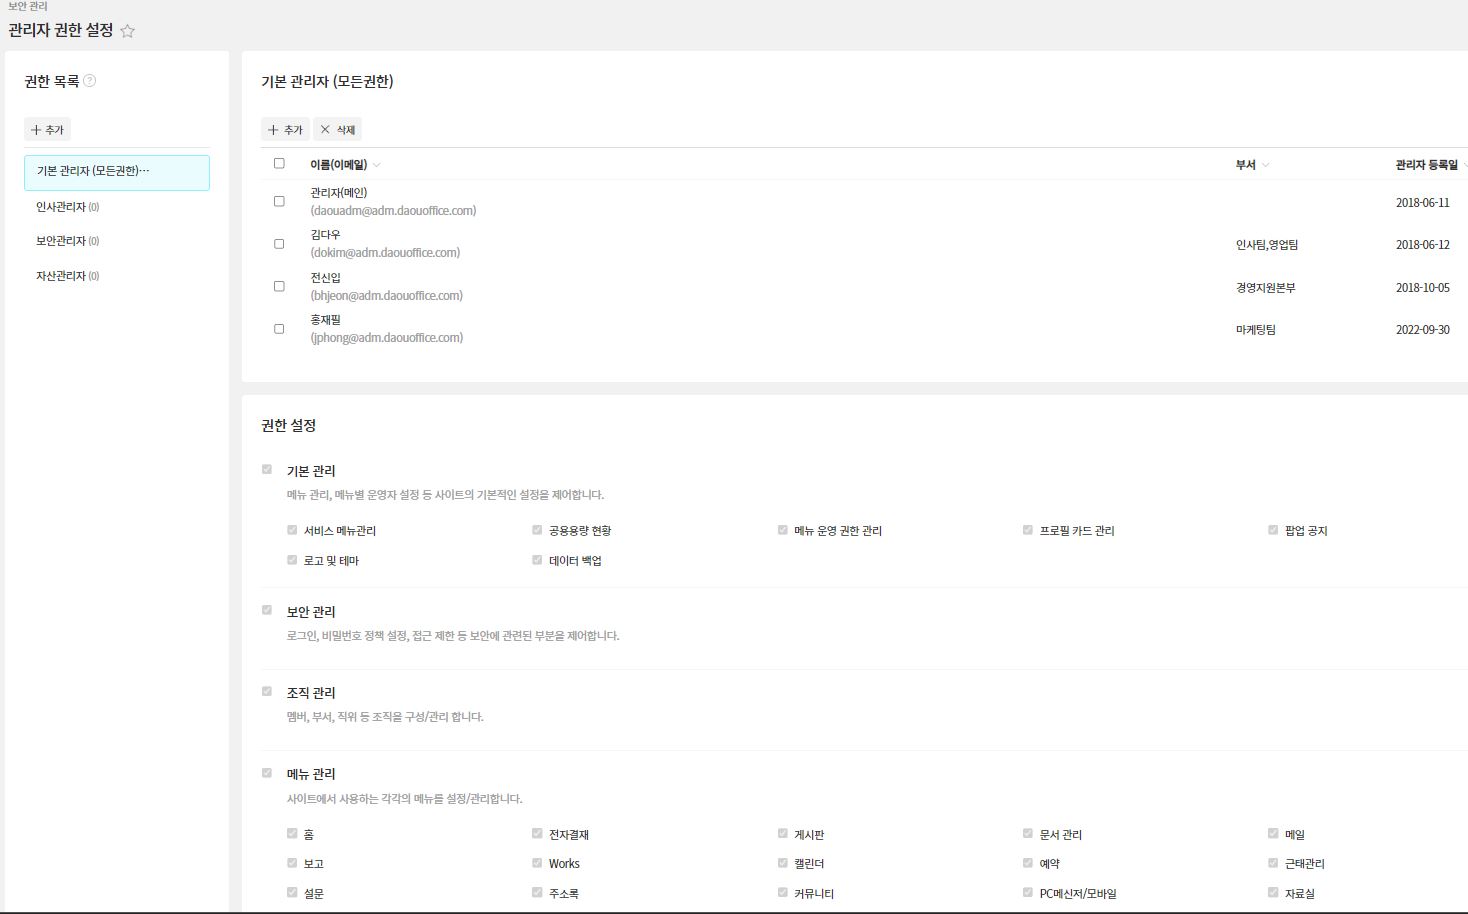 보안 관리
관리자 권한 설정
권한 목록 ?
추가
기본 관리자 (모든권한)…
인사관리자 (0)
보안관리자 (0)
자산관리자 (0)
기본 관리자 (모든권한)
추가 삭제
이름(이메일) 부서 관리자 등록일
관리자(메인)
(daouadm@adm.daouoffice.com) 2018-06-11
김다우
(dokim@adm.daouoffice.com) 인사팀,영업팀 2018-06-12
전신입
(bhjeon@adm.daouoffice.com) 경영지원본부 2018-10-05
홍재필
(jphong@adm.daouoffice.com) 마케팅팀 2022-09-30
권한 설정
기본 관리
메뉴 관리, 메뉴별 운영자 설정 등 사이트의 기본적인 설정을 제어합니다.
서비스 메뉴관리 공용용량 현황 메뉴 운영 권한 관리 프로필 카드 관리 팝업 공지
로고 및 테마 데이터 백업
보안 관리
로그인, 비밀번호 정책 설정, 접근 제한 등 보안에 관련된 부분을 제어합니다.
조직 관리
멤버, 부서, 직위 등 조직을 구성/관리 합니다.
메뉴 관리
사이트에서 사용하는 각각의 메뉴를 설정/관리합니다.
홈 전자결재 게시판 문서 관리 메일
보고 Works 캘린더 예약 근태관리
설문 주소록 커뮤니티 PC메신저/모바일 자료실